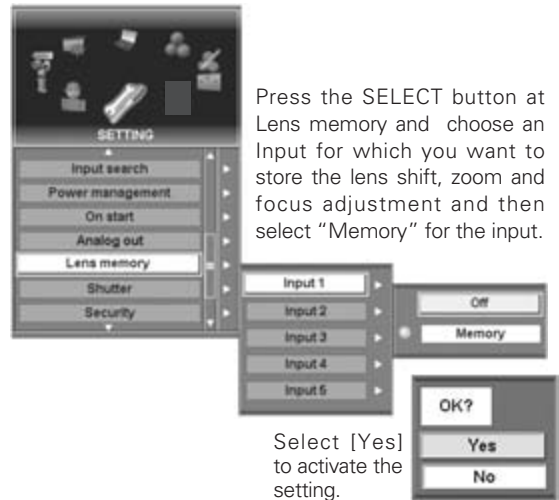 SETTING
Input search
Power management
On start
Analog out
Lens memory
Shutter
Security
Press the SELECT button at
Lens memory and choose an
Input for which you want to
store the lens shift, zoom and
focus adjustment and then
select “Memory” for the input.
Input 1
Input 2
Input 3
Input 4
Input 5
Off
Memory
Select [Yes]
to activate the
setting.
OK?
Yes
No